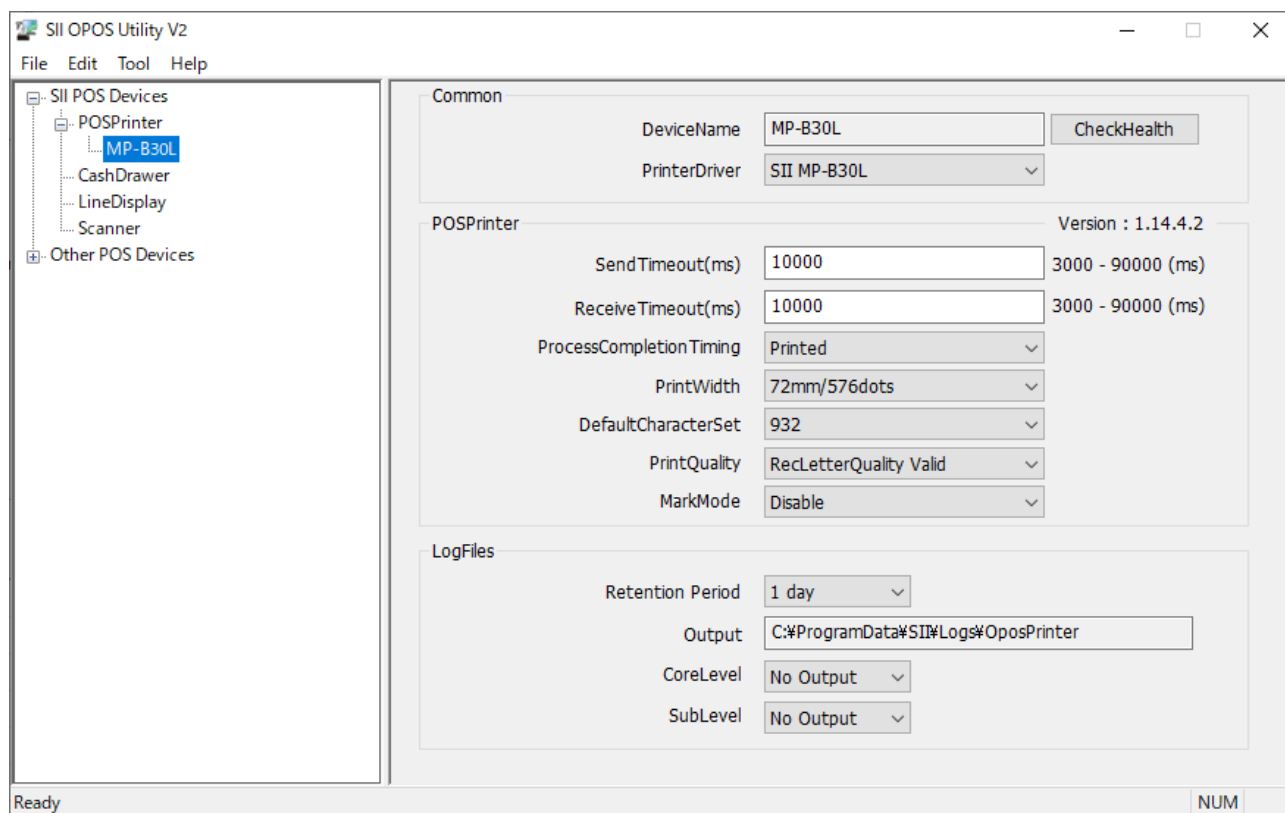 SII OPOS Utility V2
File Edit Tool Help
SII POS Devices
POSPrinter
MP-B30L
CashDrawer
LineDisplay
Scanner
Other POS Devices
Common
DeviceName MP-B30L CheckHealth
PrinterDriver SII MP-B30L
POSPrinter Version : 1.14.4.2
SendTimeout(ms) 10000 3000 - 90000 (ms)
ReceiveTimeout(ms) 10000 3000 - 90000 (ms)
ProcessCompletionTiming Printed
PrintWidth 72mm/576dots
DefaultCharacterSet 932
PrintQuality RecLetterQuality Valid
MarkMode Disable
LogFiles
Retention Period 1 day
Output C:¥ProgramData¥SII¥Logs¥OposPrinter
CoreLevel No Output
SubLevel No Output
Ready NUM